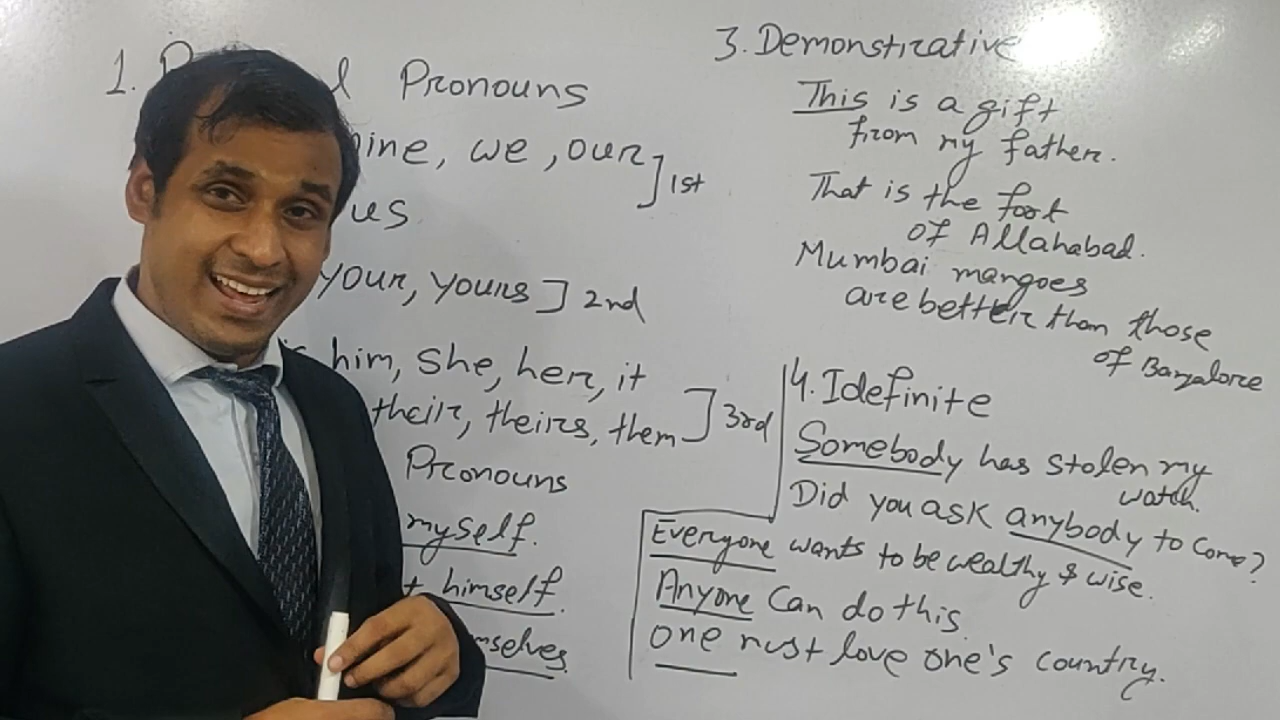 1. Pronouns
we, our ] 1st
us
your, yours ] 2nd
him, she, her, it
their, theirs, them ] 3rd
Pronouns
myself.
himself.
3. Demonstrative
This is a gift
from my father.
That is the fort
of Allahabad.
Mumbai mangoes
are better than those
of Bangalore
4. Idefinite
Somebody has stolen my
watch.
Did you ask anybody to come?
Everyone wants to be wealthy & wise.
Anyone can do this.
One must love one's country.